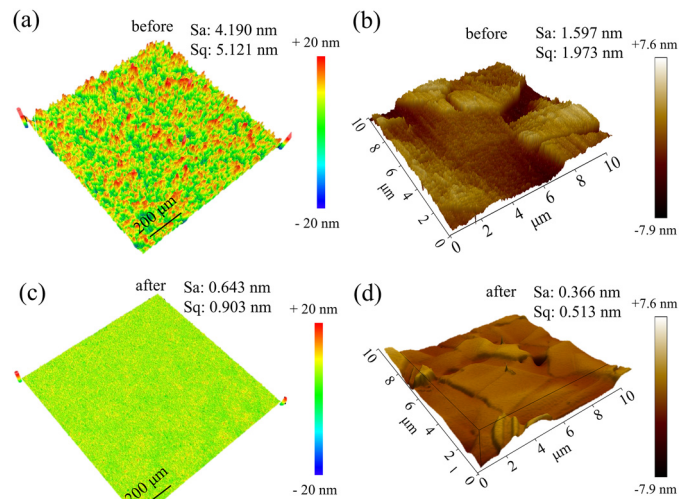 (a)
before
Sa: 4.190 nm
Sq: 5.121 nm
+ 20 nm
- 20 nm
200 μm
(b)
before
Sa: 1.597 nm
Sq: 1.973 nm
+7.6 nm
-7.9 nm
10
8
6
4
2
0
μm
0
2
4
6
8
10
μm
(c)
after
Sa: 0.643 nm
Sq: 0.903 nm
+ 20 nm
- 20 nm
200 μm
(d)
after
Sa: 0.366 nm
Sq: 0.513 nm
+7.6 nm
-7.9 nm
10
8
6
4
2
0
μm
0
2
4
6
8
10
μm